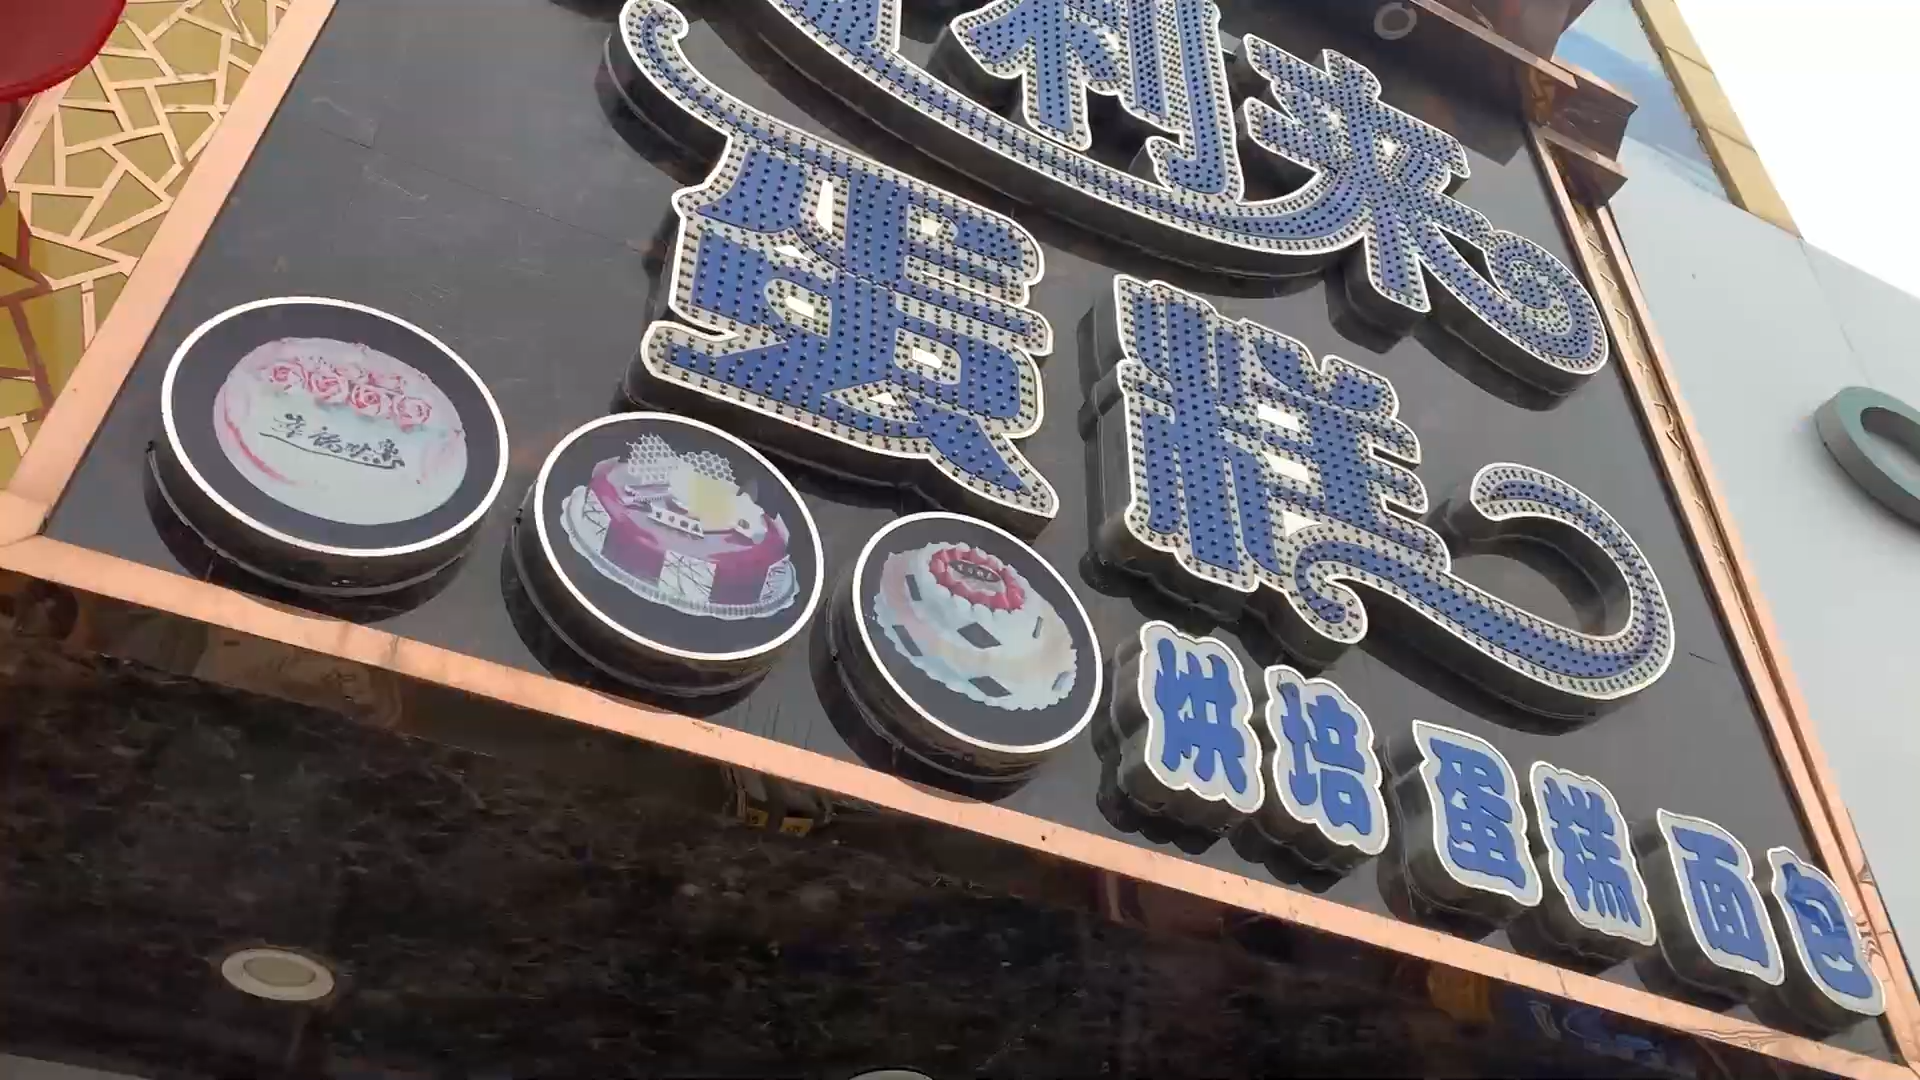 利来
蛋糕
烘培 蛋糕 面包